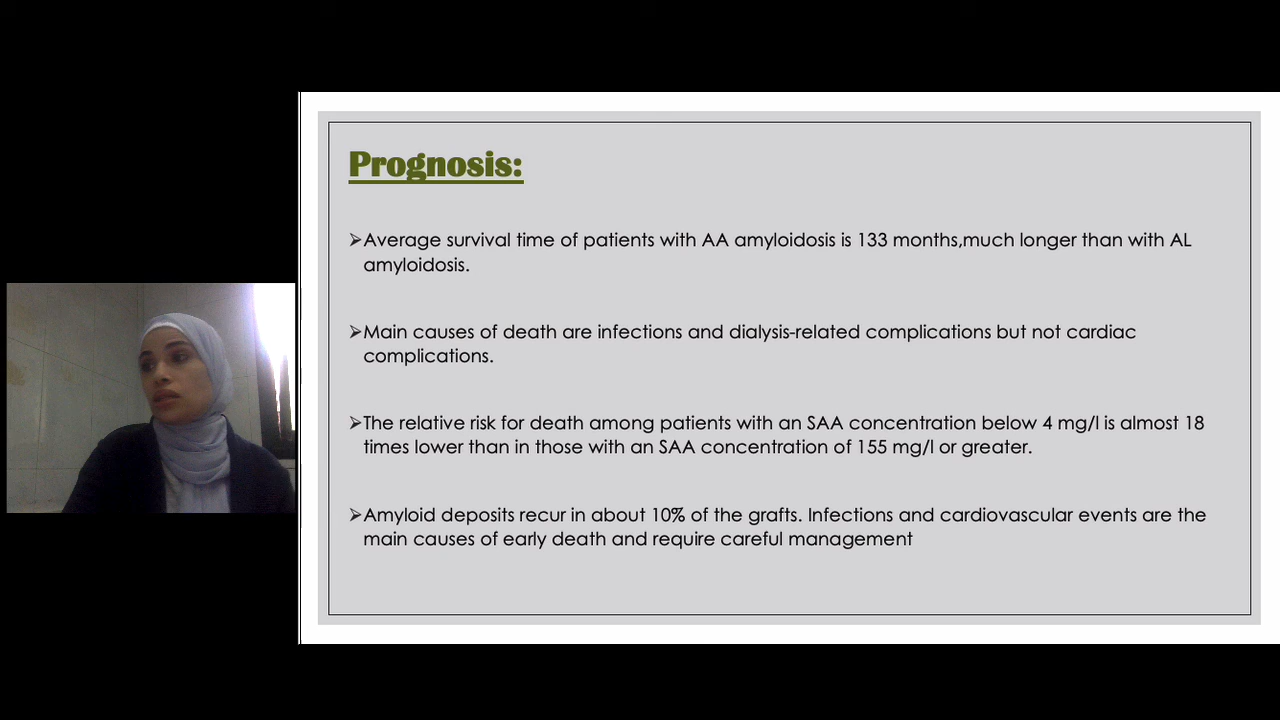 Prognosis:
➢Average survival time of patients with AA amyloidosis is 133 months,much longer than with AL
amyloidosis.
➢Main causes of death are infections and dialysis-related complications but not cardiac
complications.
➢The relative risk for death among patients with an SAA concentration below 4 mg/l is almost 18
times lower than in those with an SAA concentration of 155 mg/l or greater.
➢Amyloid deposits recur in about 10% of the grafts. Infections and cardiovascular events are the
main causes of early death and require careful management